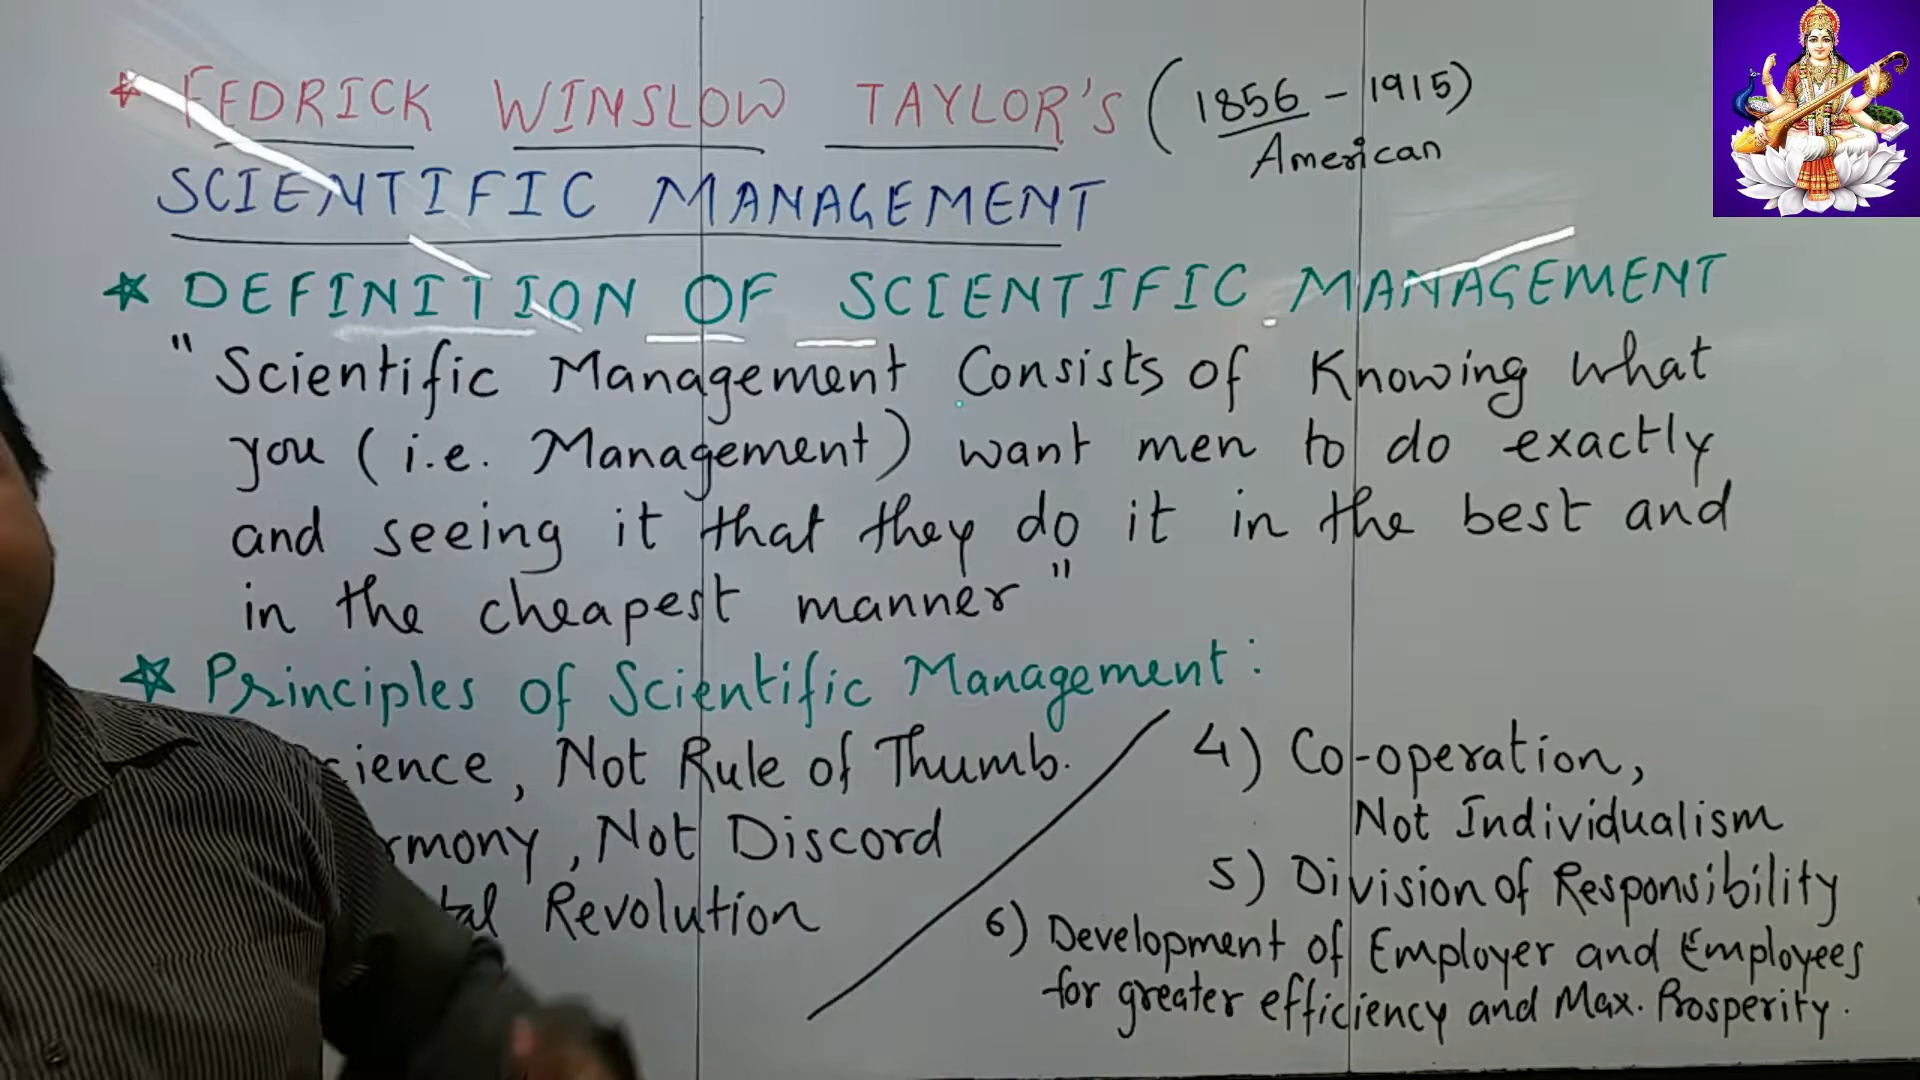 FEDRICK WINSLOW TAYLOR'S (1856 - 1915)
American
SCIENTIFIC MANAGEMENT
DEFINITION OF SCIENTIFIC MANAGEMENT
" Scientific Management Consists of Knowing what
you (i.e. Management) want men to do exactly
and seeing it that they do it in the best and
in the cheapest manner "
Principles of Scientific Management :
ience, Not Rule of Thumb.
rmony, Not Discord
tal Revolution
4) Co-operation,
Not Individualism
5) Division of Responsibility
6) Development of Employer and Employees
for greater efficiency and Max. Prosperity.